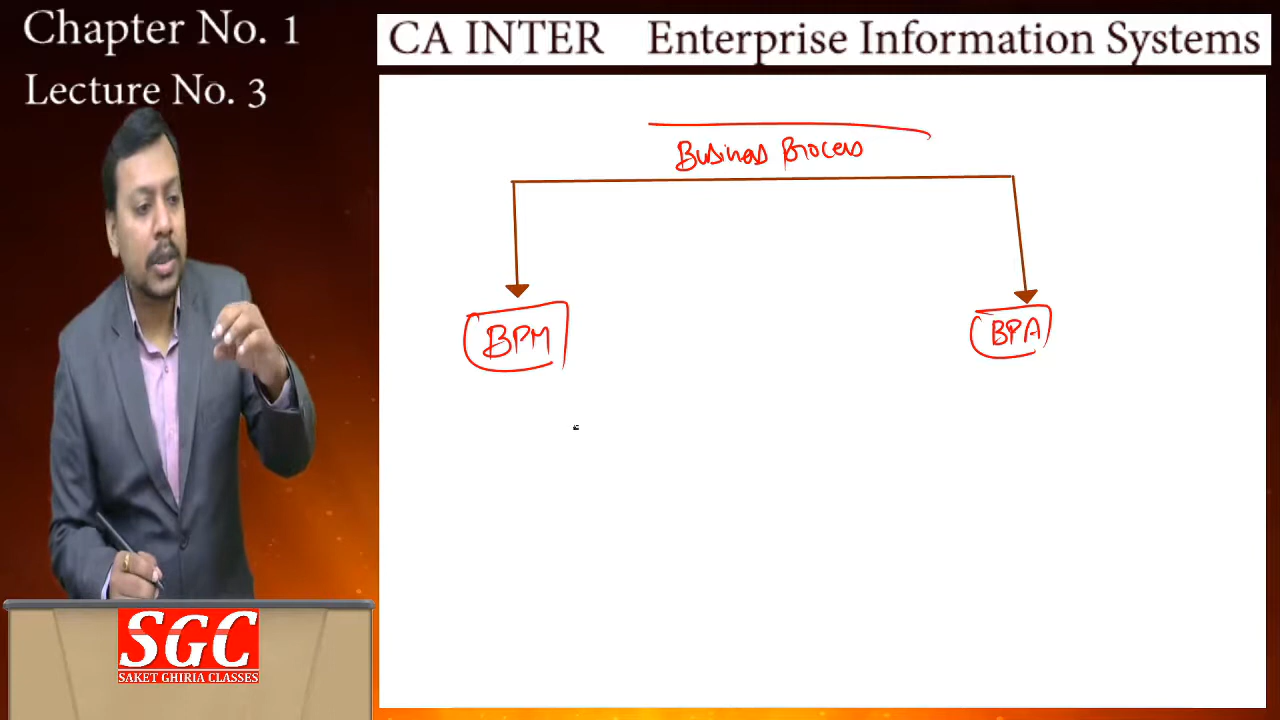 Chapter No. 1
Lecture No. 3
CA INTER Enterprise Information Systems
Business Process
BPM
BPA
SGC
SAKET GHIRIA CLASSES